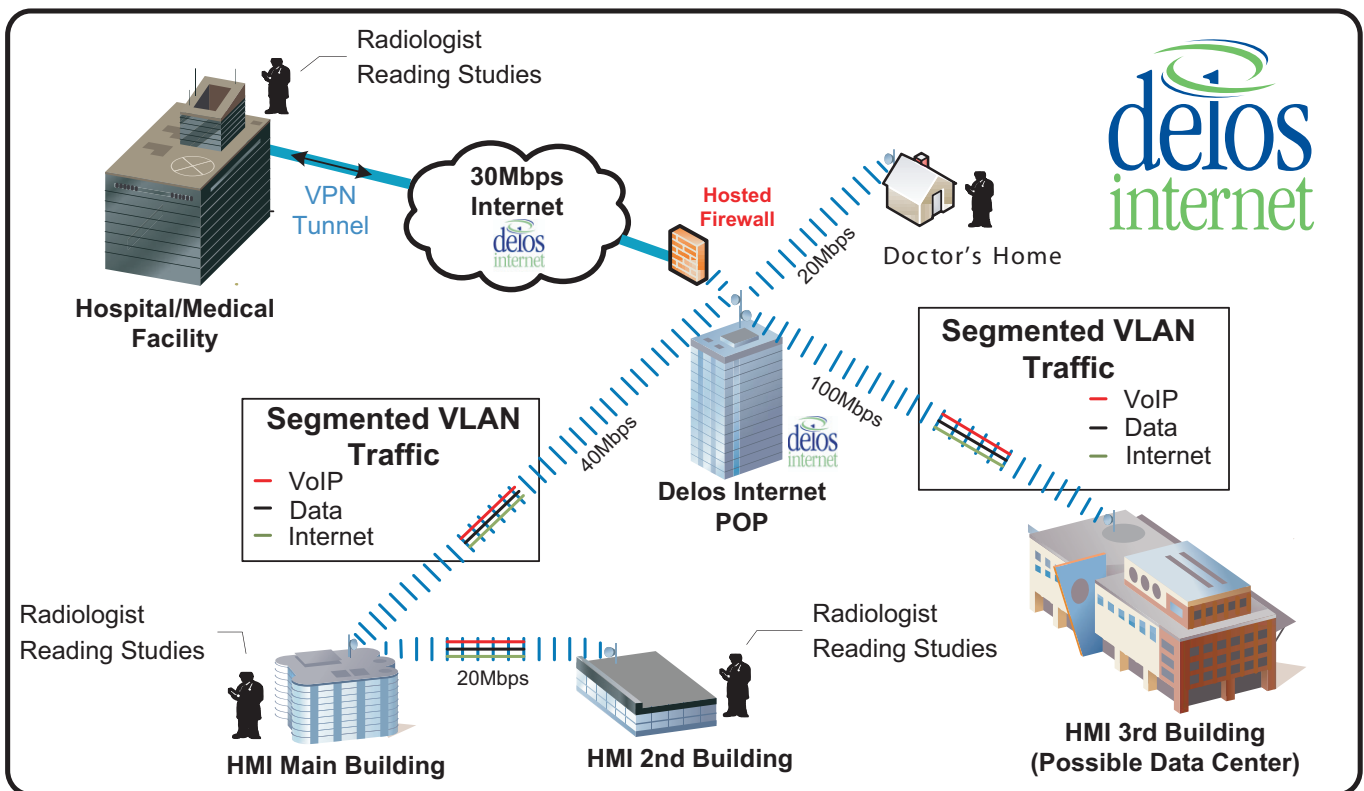 Radiologist
Reading Studies
delos
internet
VPN
Tunnel
30Mbps
Internet
delos
internet
Hosted
Firewall
20Mbps
Doctor's Home
Hospital/Medical
Facility
Segmented VLAN
Traffic
VoIP
Data
Internet
40Mbps
delos
internet
Delos Internet
POP
100Mbps
Segmented VLAN
Traffic
VoIP
Data
Internet
Radiologist
Reading Studies
20Mbps
Radiologist
Reading Studies
HMI Main Building
HMI 2nd Building
HMI 3rd Building
(Possible Data Center)